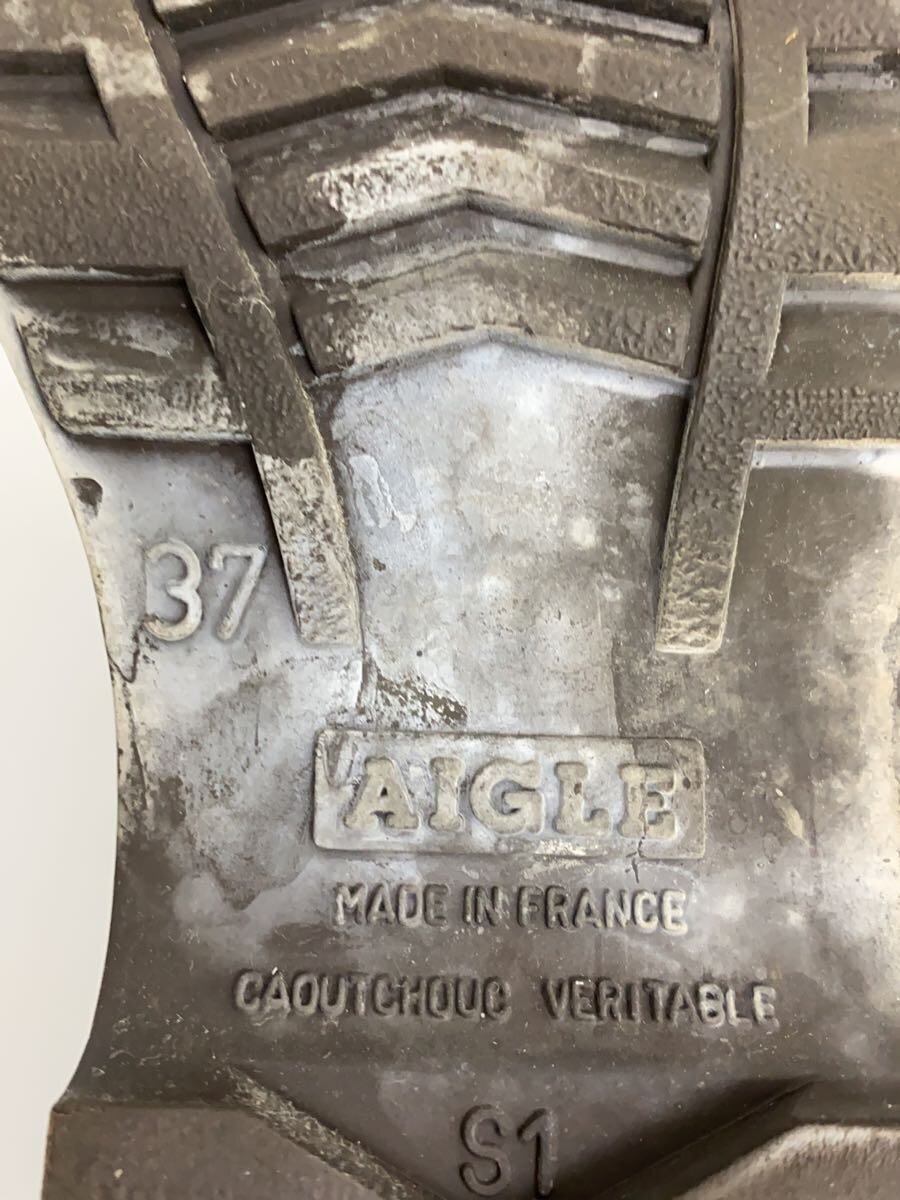 37
AIGLE
MADE IN FRANCE
CAOUTCHOUC VERITABLE
S1